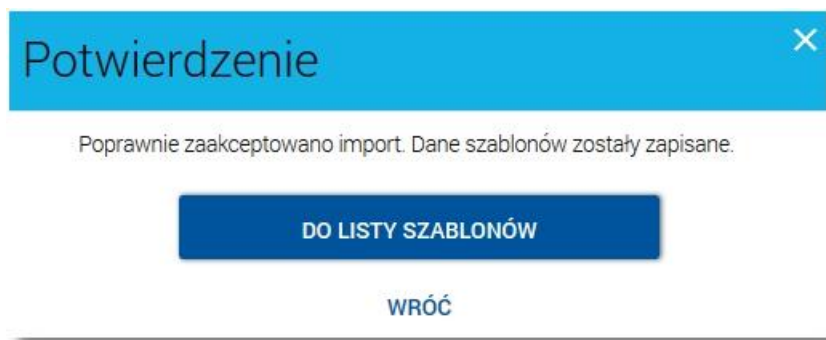 Potwierdzenie
Poprawnie zaakceptowano import. Dane szablonów zostały zapisane.
DO LISTY SZABLONÓW
WRÓĆ